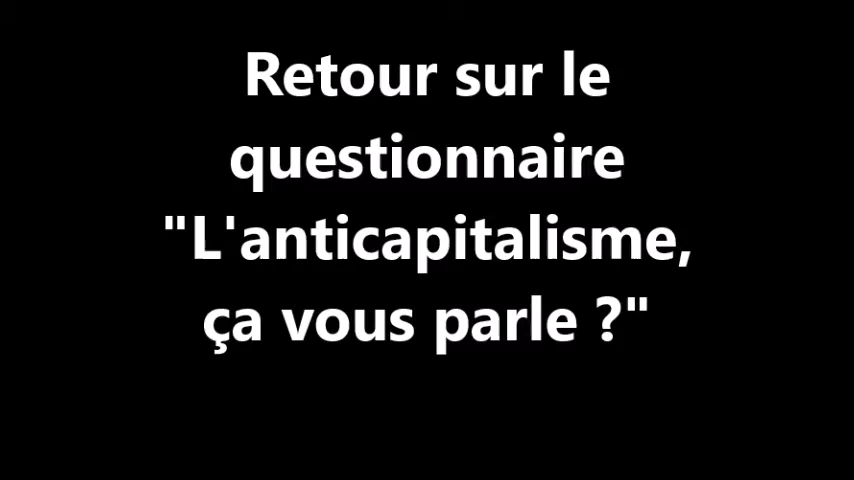 Retour sur le
questionnaire
"L'anticapitalisme,
ça vous parle ?"